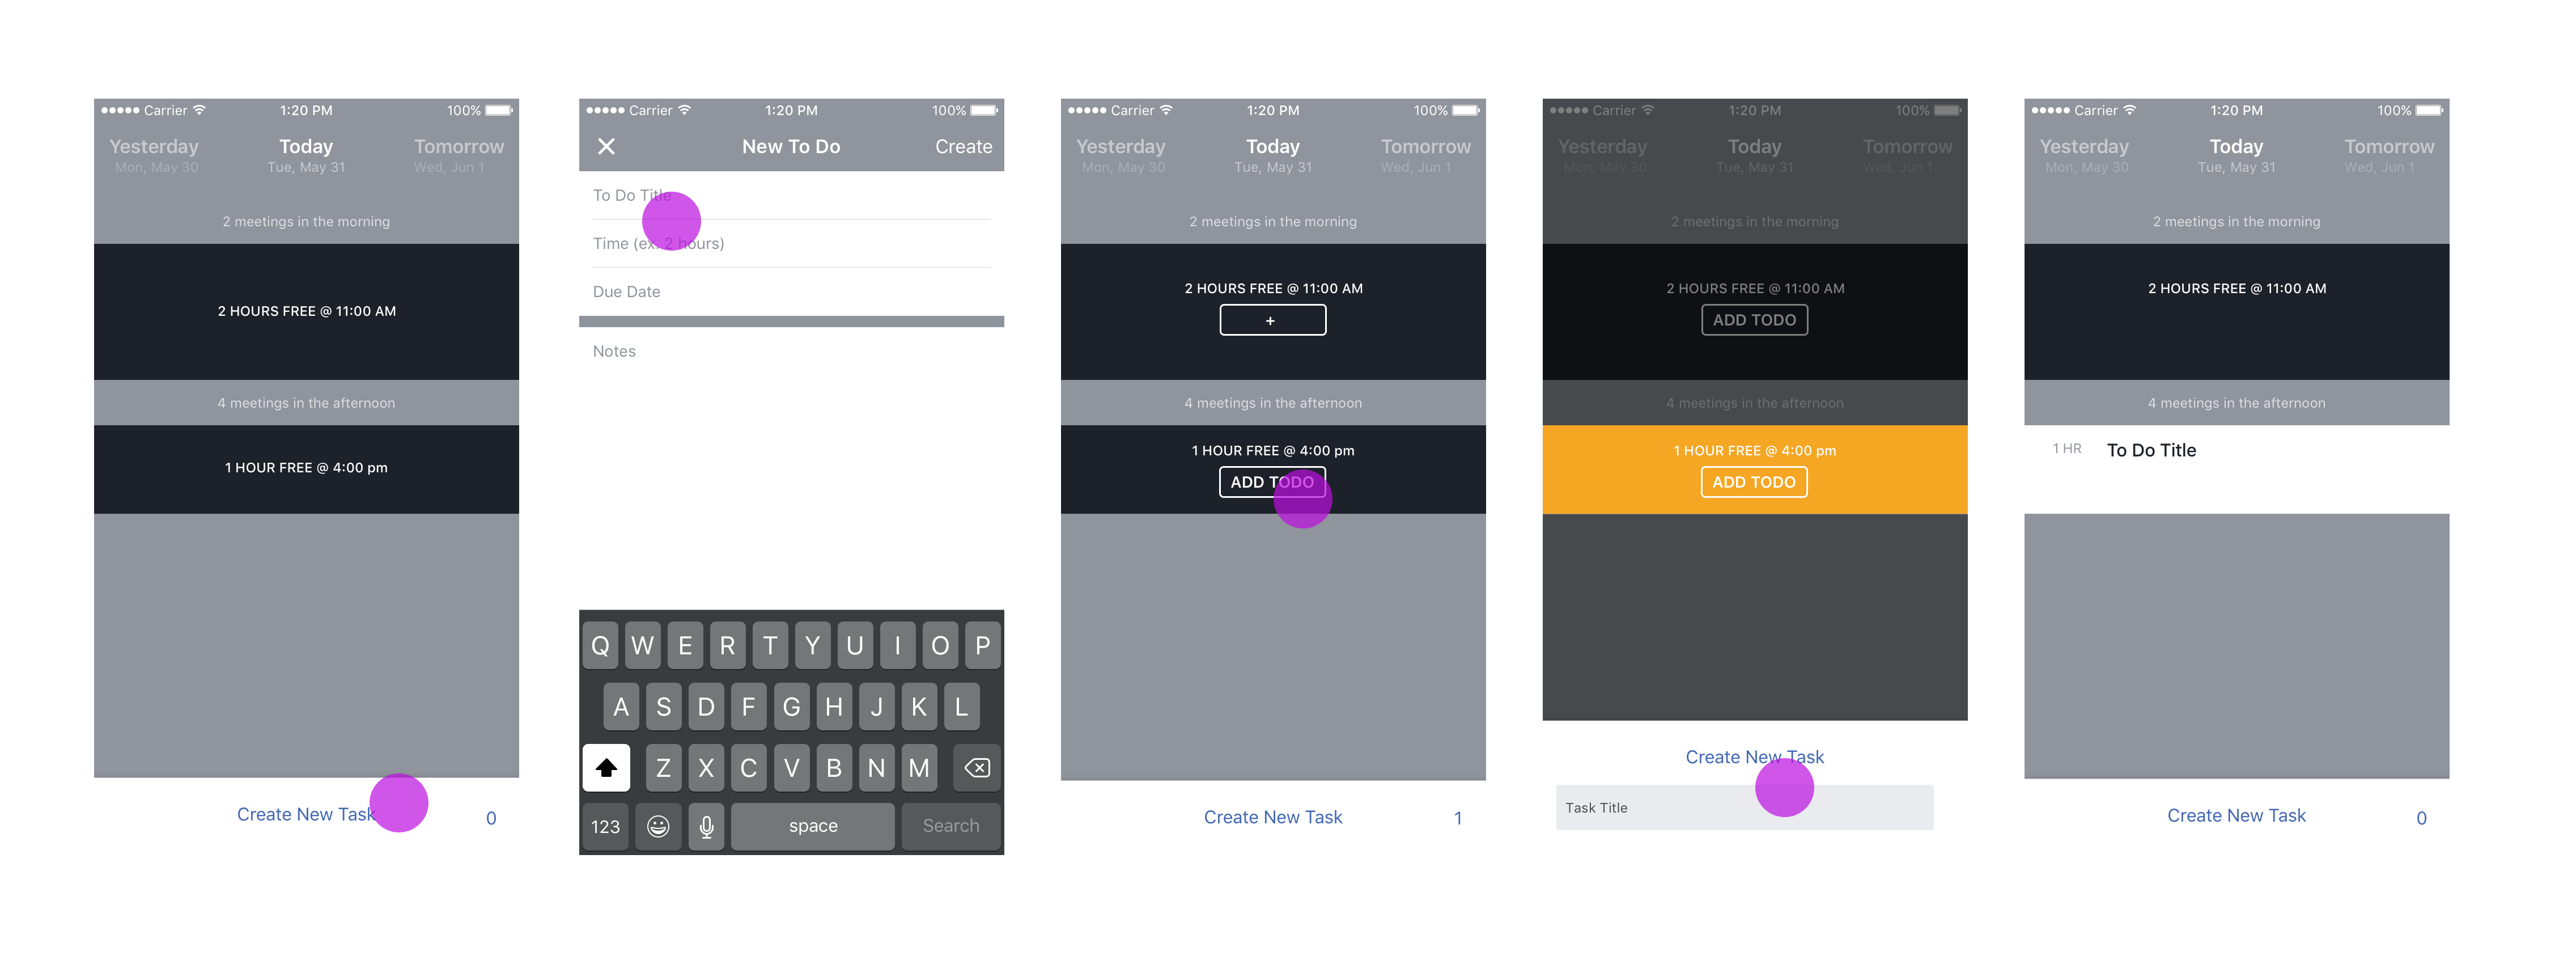 Carrier 1:20 PM 100%
Yesterday Today Tomorrow
Mon, May 30 Tue, May 31 Wed, Jun 1
2 meetings in the morning
2 HOURS FREE @ 11:00 AM
4 meetings in the afternoon
1 HOUR FREE @ 4:00 pm
Create New Task 0
Carrier 1:20 PM 100%
New To Do Create
To Do Title
Time (ex. 2 hours)
Due Date
Notes
Q W E R T Y U I O P
A S D F G H J K L
Z X C V B N M
123 space Search
Carrier 1:20 PM 100%
Yesterday Today Tomorrow
Mon, May 30 Tue, May 31 Wed, Jun 1
2 meetings in the morning
2 HOURS FREE @ 11:00 AM
+
4 meetings in the afternoon
1 HOUR FREE @ 4:00 pm
ADD TODO
Create New Task 1
Carrier 1:20 PM 100%
Yesterday Today Tomorrow
Mon, May 30 Tue, May 31 Wed, Jun 1
2 meetings in the morning
2 HOURS FREE @ 11:00 AM
ADD TODO
4 meetings in the afternoon
1 HOUR FREE @ 4:00 pm
ADD TODO
Create New Task
Task Title
Carrier 1:20 PM 100%
Yesterday Today Tomorrow
Mon, May 30 Tue, May 31 Wed, Jun 1
2 meetings in the morning
2 HOURS FREE @ 11:00 AM
4 meetings in the afternoon
1 HR To Do Title
Create New Task 0